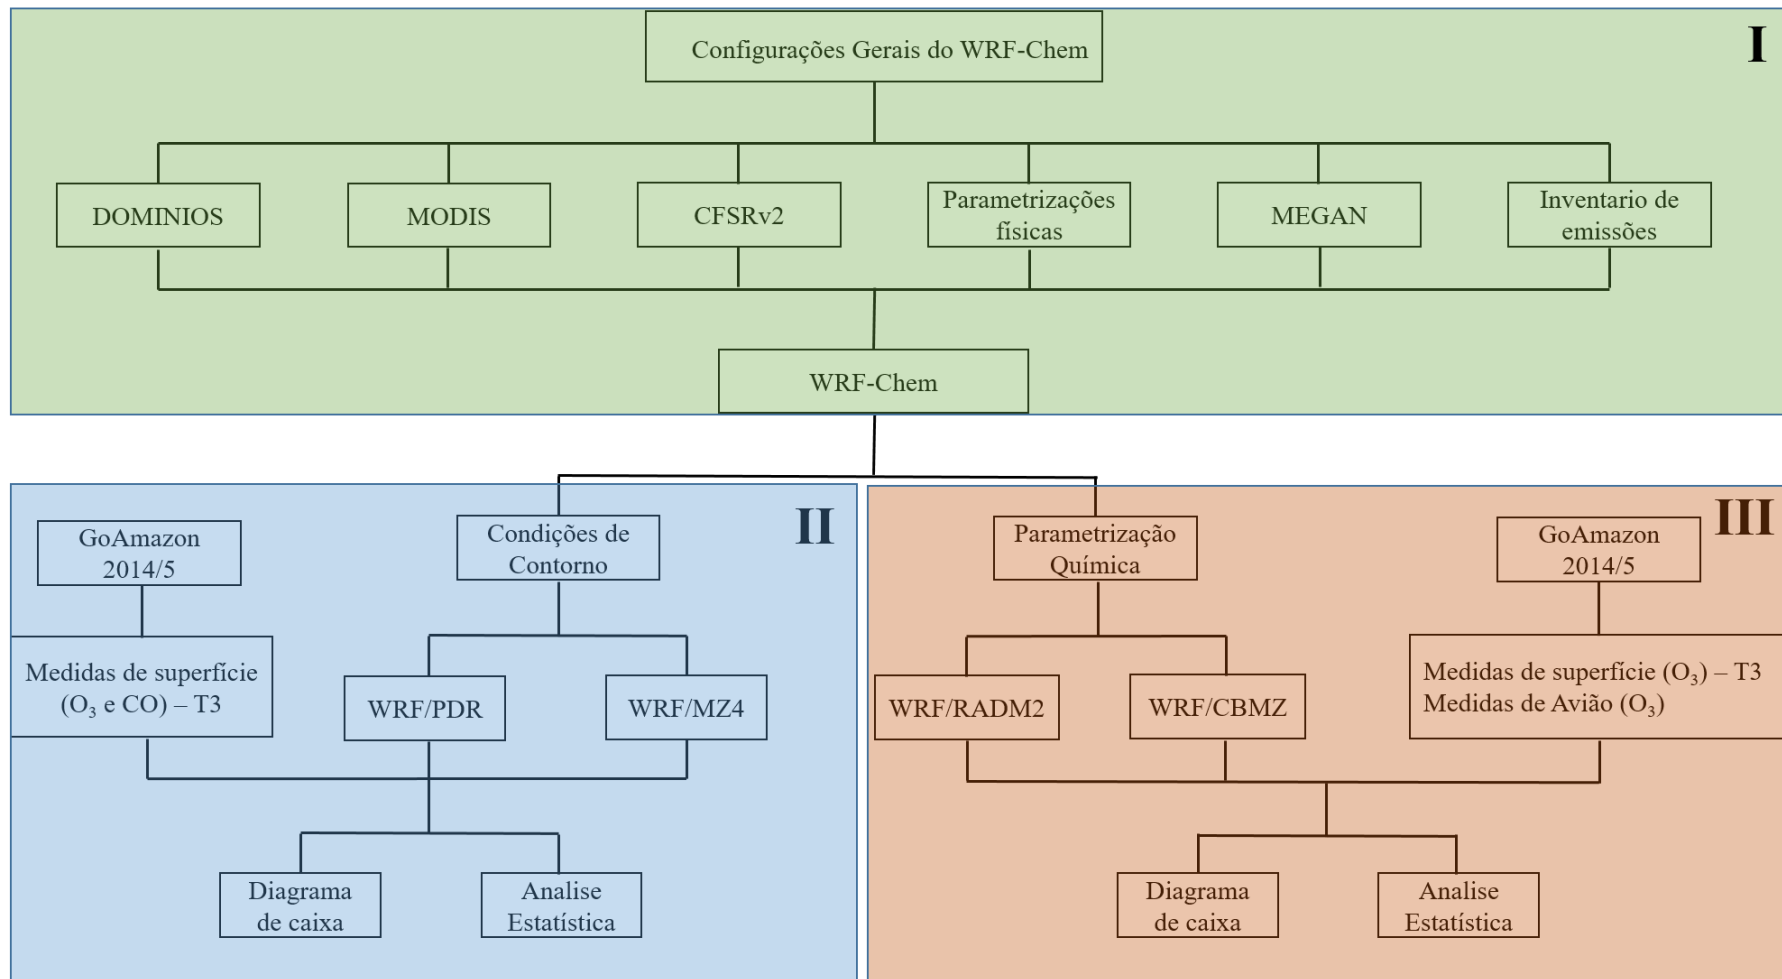 Configurações Gerais do WRF-Chem
I
DOMINIOS
MODIS
CFSRv2
Parametrizações
físicas
MEGAN
Inventario de
emissões
WRF-Chem
II
GoAmazon
2014/5
Condições de
Contorno
Medidas de superfície
(O₃ e CO) – T3
WRF/PDR
WRF/MZ4
Diagrama
de caixa
Analise
Estatística
III
Parametrização
Química
GoAmazon
2014/5
WRF/RADM2
WRF/CBMZ
Medidas de superfície (O₃) – T3
Medidas de Avião (O₃)
Diagrama
de caixa
Analise
Estatística